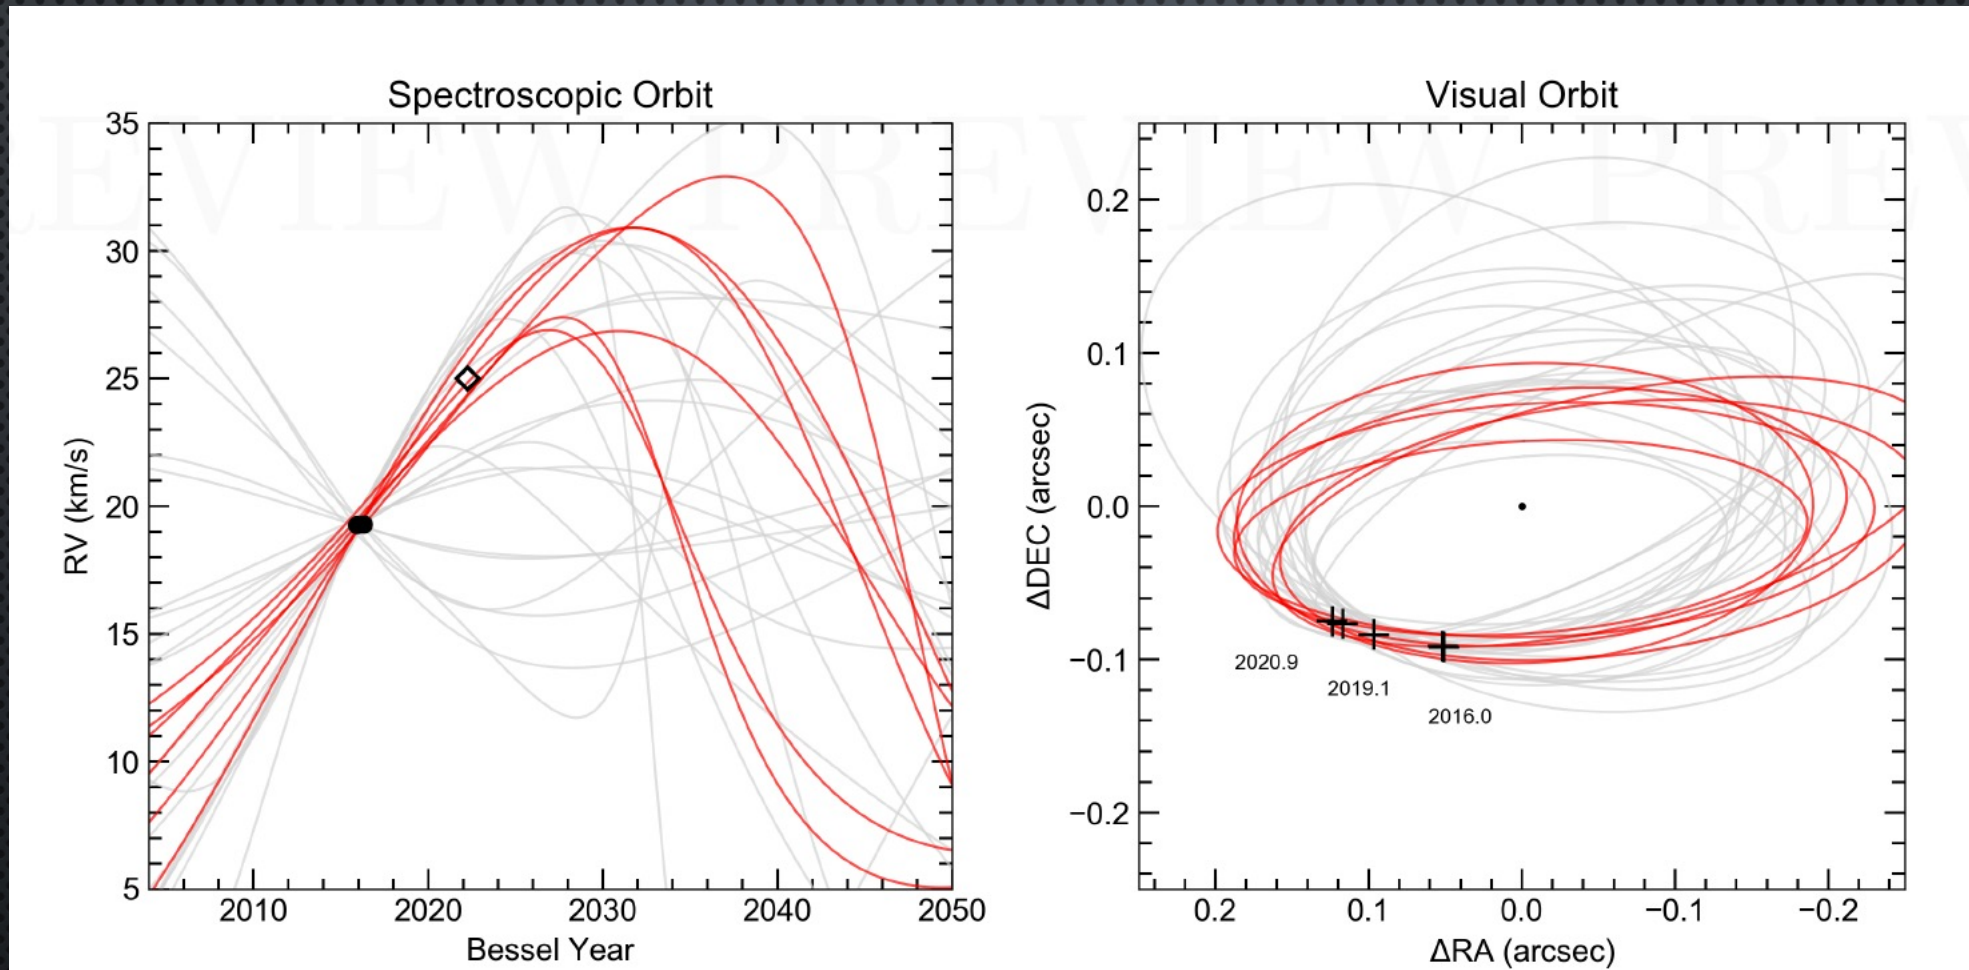 Spectroscopic Orbit
35
30
25
20
15
10
5
RV (km/s)
2010 2020 2030 2040 2050
Bessel Year
Visual Orbit
0.2
0.1
0.0
−0.1
−0.2
ΔDEC (arcsec)
2020.9
2019.1
2016.0
0.2 0.1 0.0 −0.1 −0.2
ΔRA (arcsec)
PREVIEW